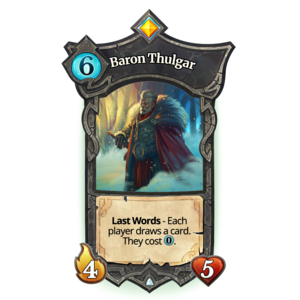 6
Baron Thulgar
Last Words - Each
player draws a card.
They cost 0.
4
5